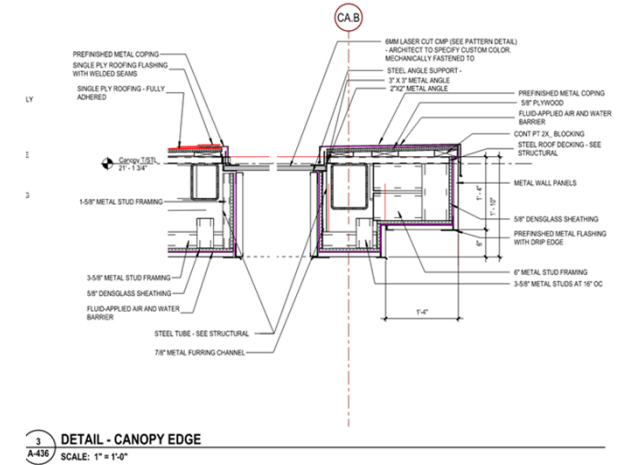 CA.B
6MM LASER CUT CMP (SEE PATTERN DETAIL)
- ARCHITECT TO SPECIFY CUSTOM COLOR.
MECHANICALLY FASTENED TO
STEEL ANGLE SUPPORT -
3" X 3" METAL ANGLE
2"X2" METAL ANGLE
PREFINISHED METAL COPING
SINGLE PLY ROOFING FLASHING
WITH WELDED SEAMS
SINGLE PLY ROOFING - FULLY
ADHERED
LY
Canopy T/STL
21' - 1 3/4"
1-5/8" METAL STUD FRAMING
3-5/8" METAL STUD FRAMING
5/8" DENSGLASS SHEATHING
FLUID-APPLIED AIR AND WATER
BARRIER
STEEL TUBE - SEE STRUCTURAL
7/8" METAL FURRING CHANNEL
PREFINISHED METAL COPING
5/8" PLYWOOD
FLUID-APPLIED AIR AND WATER
BARRIER
CONT PT 2X_ BLOCKING
STEEL ROOF DECKING - SEE
STRUCTURAL
METAL WALL PANELS
1' - 4"
1' - 10"
6"
5/8" DENSGLASS SHEATHING
PREFINISHED METAL FLASHING
WITH DRIP EDGE
6" METAL STUD FRAMING
3-5/8" METAL STUDS AT 16" OC
1'-4"
3
A-436
DETAIL - CANOPY EDGE
SCALE: 1" = 1'-0"